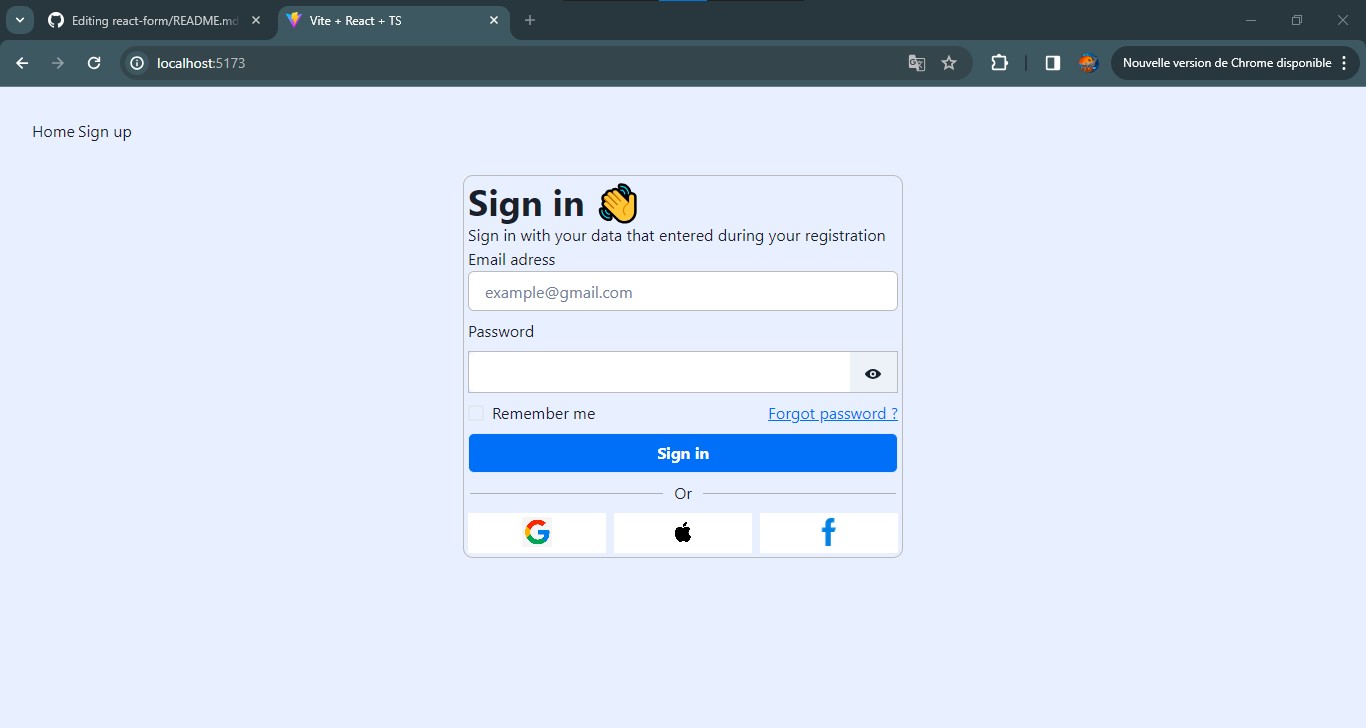 Editing react-form/README.md
Vite + React + TS
localhost:5173
Nouvelle version de Chrome disponible
Home Sign up
Sign in 👋
Sign in with your data that entered during your registration
Email adress
example@gmail.com
Password
Remember me Forgot password ?
Sign in
Or